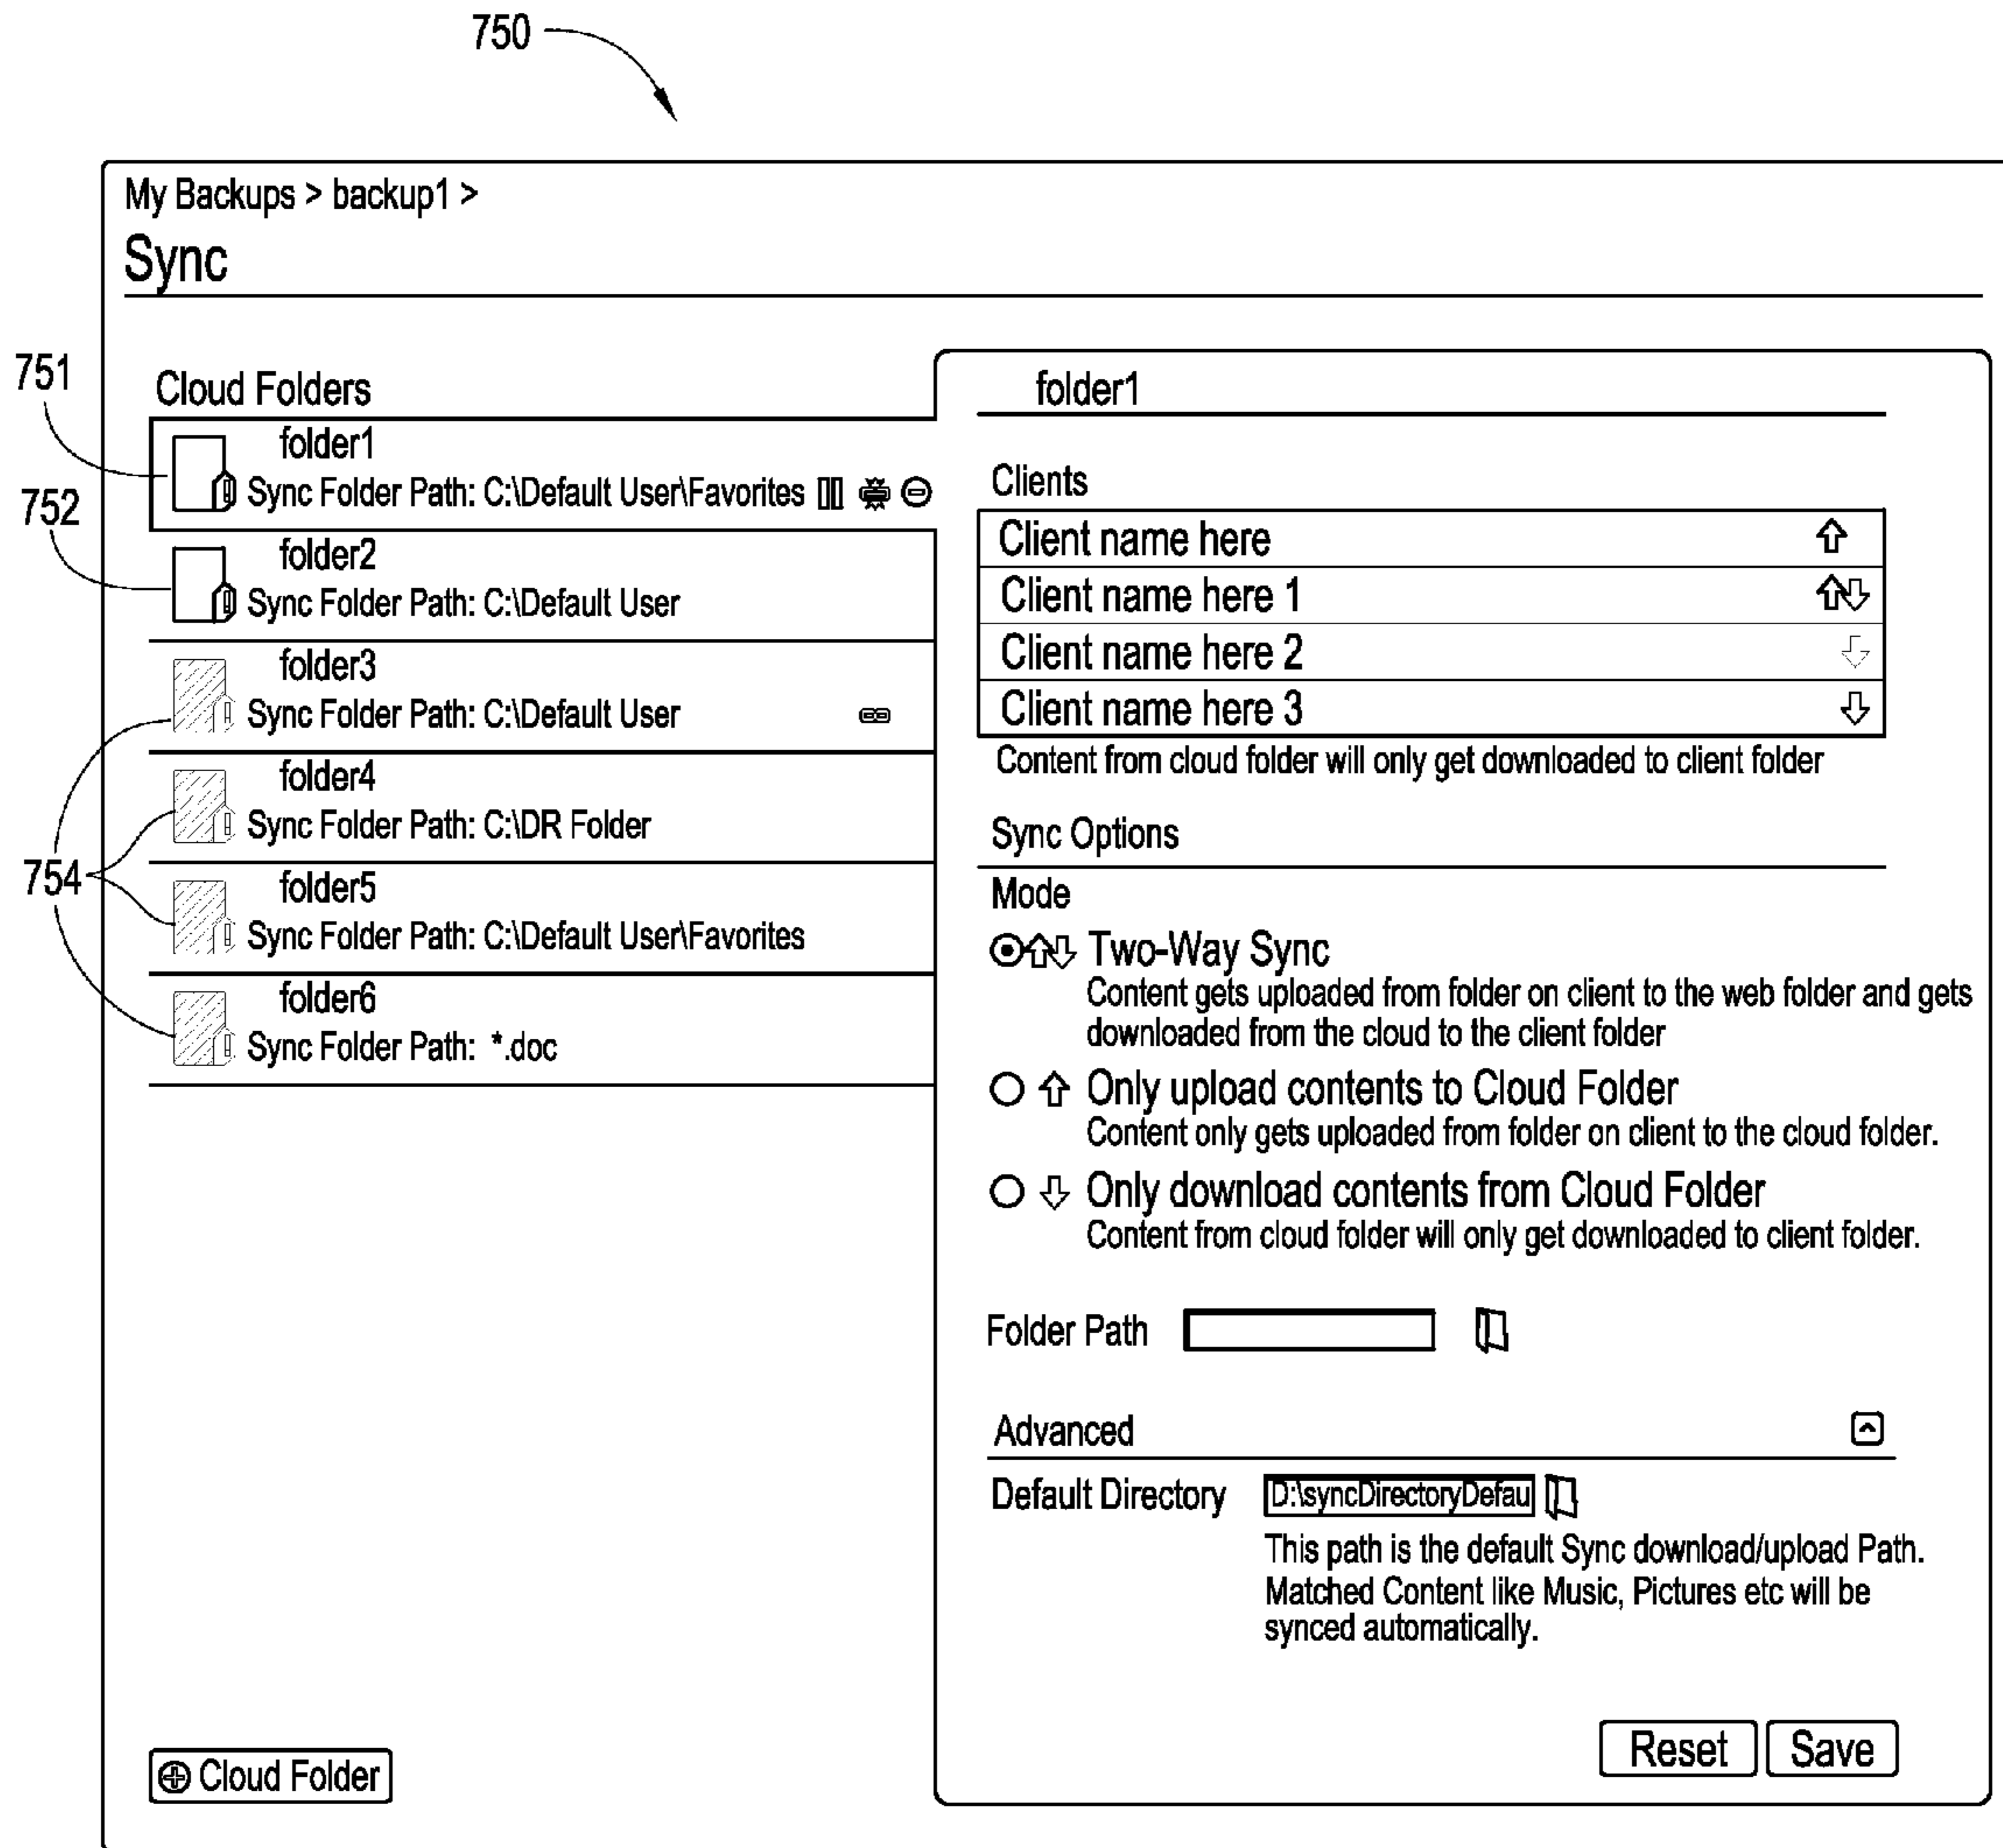 750
My Backups > backup1 >
Sync
751
752
754
Cloud Folders
folder1
Sync Folder Path: C:\Default User\Favorites
folder2
Sync Folder Path: C:\Default User
folder3
Sync Folder Path: C:\Default User
folder4
Sync Folder Path: C:\DR Folder
folder5
Sync Folder Path: C:\Default User\Favorites
folder6
Sync Folder Path: *.doc
Cloud Folder
folder1
Clients
Client name here
Client name here 1
Client name here 2
Client name here 3
Content from cloud folder will only get downloaded to client folder
Sync Options
Mode
Two-Way Sync
Content gets uploaded from folder on client to the web folder and gets
downloaded from the cloud to the client folder
Only upload contents to Cloud Folder
Content only gets uploaded from folder on client to the cloud folder.
Only download contents from Cloud Folder
Content from cloud folder will only get downloaded to client folder.
Folder Path
Advanced
Default Directory D:\syncDirectoryDefau
This path is the default Sync download/upload Path.
Matched Content like Music, Pictures etc will be
synced automatically.
Reset Save